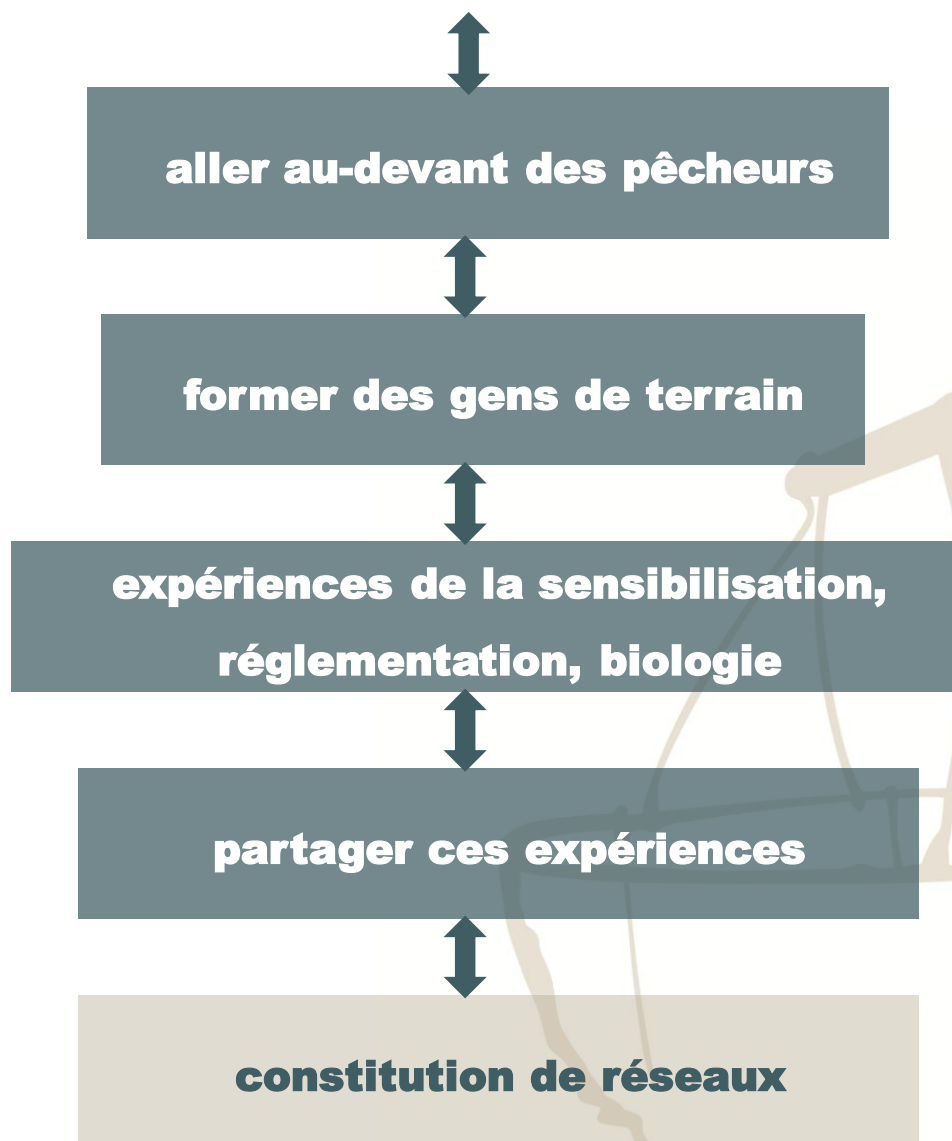 aller au-devant des pêcheurs
former des gens de terrain
expériences de la sensibilisation,
réglementation, biologie
partager ces expériences
constitution de réseaux